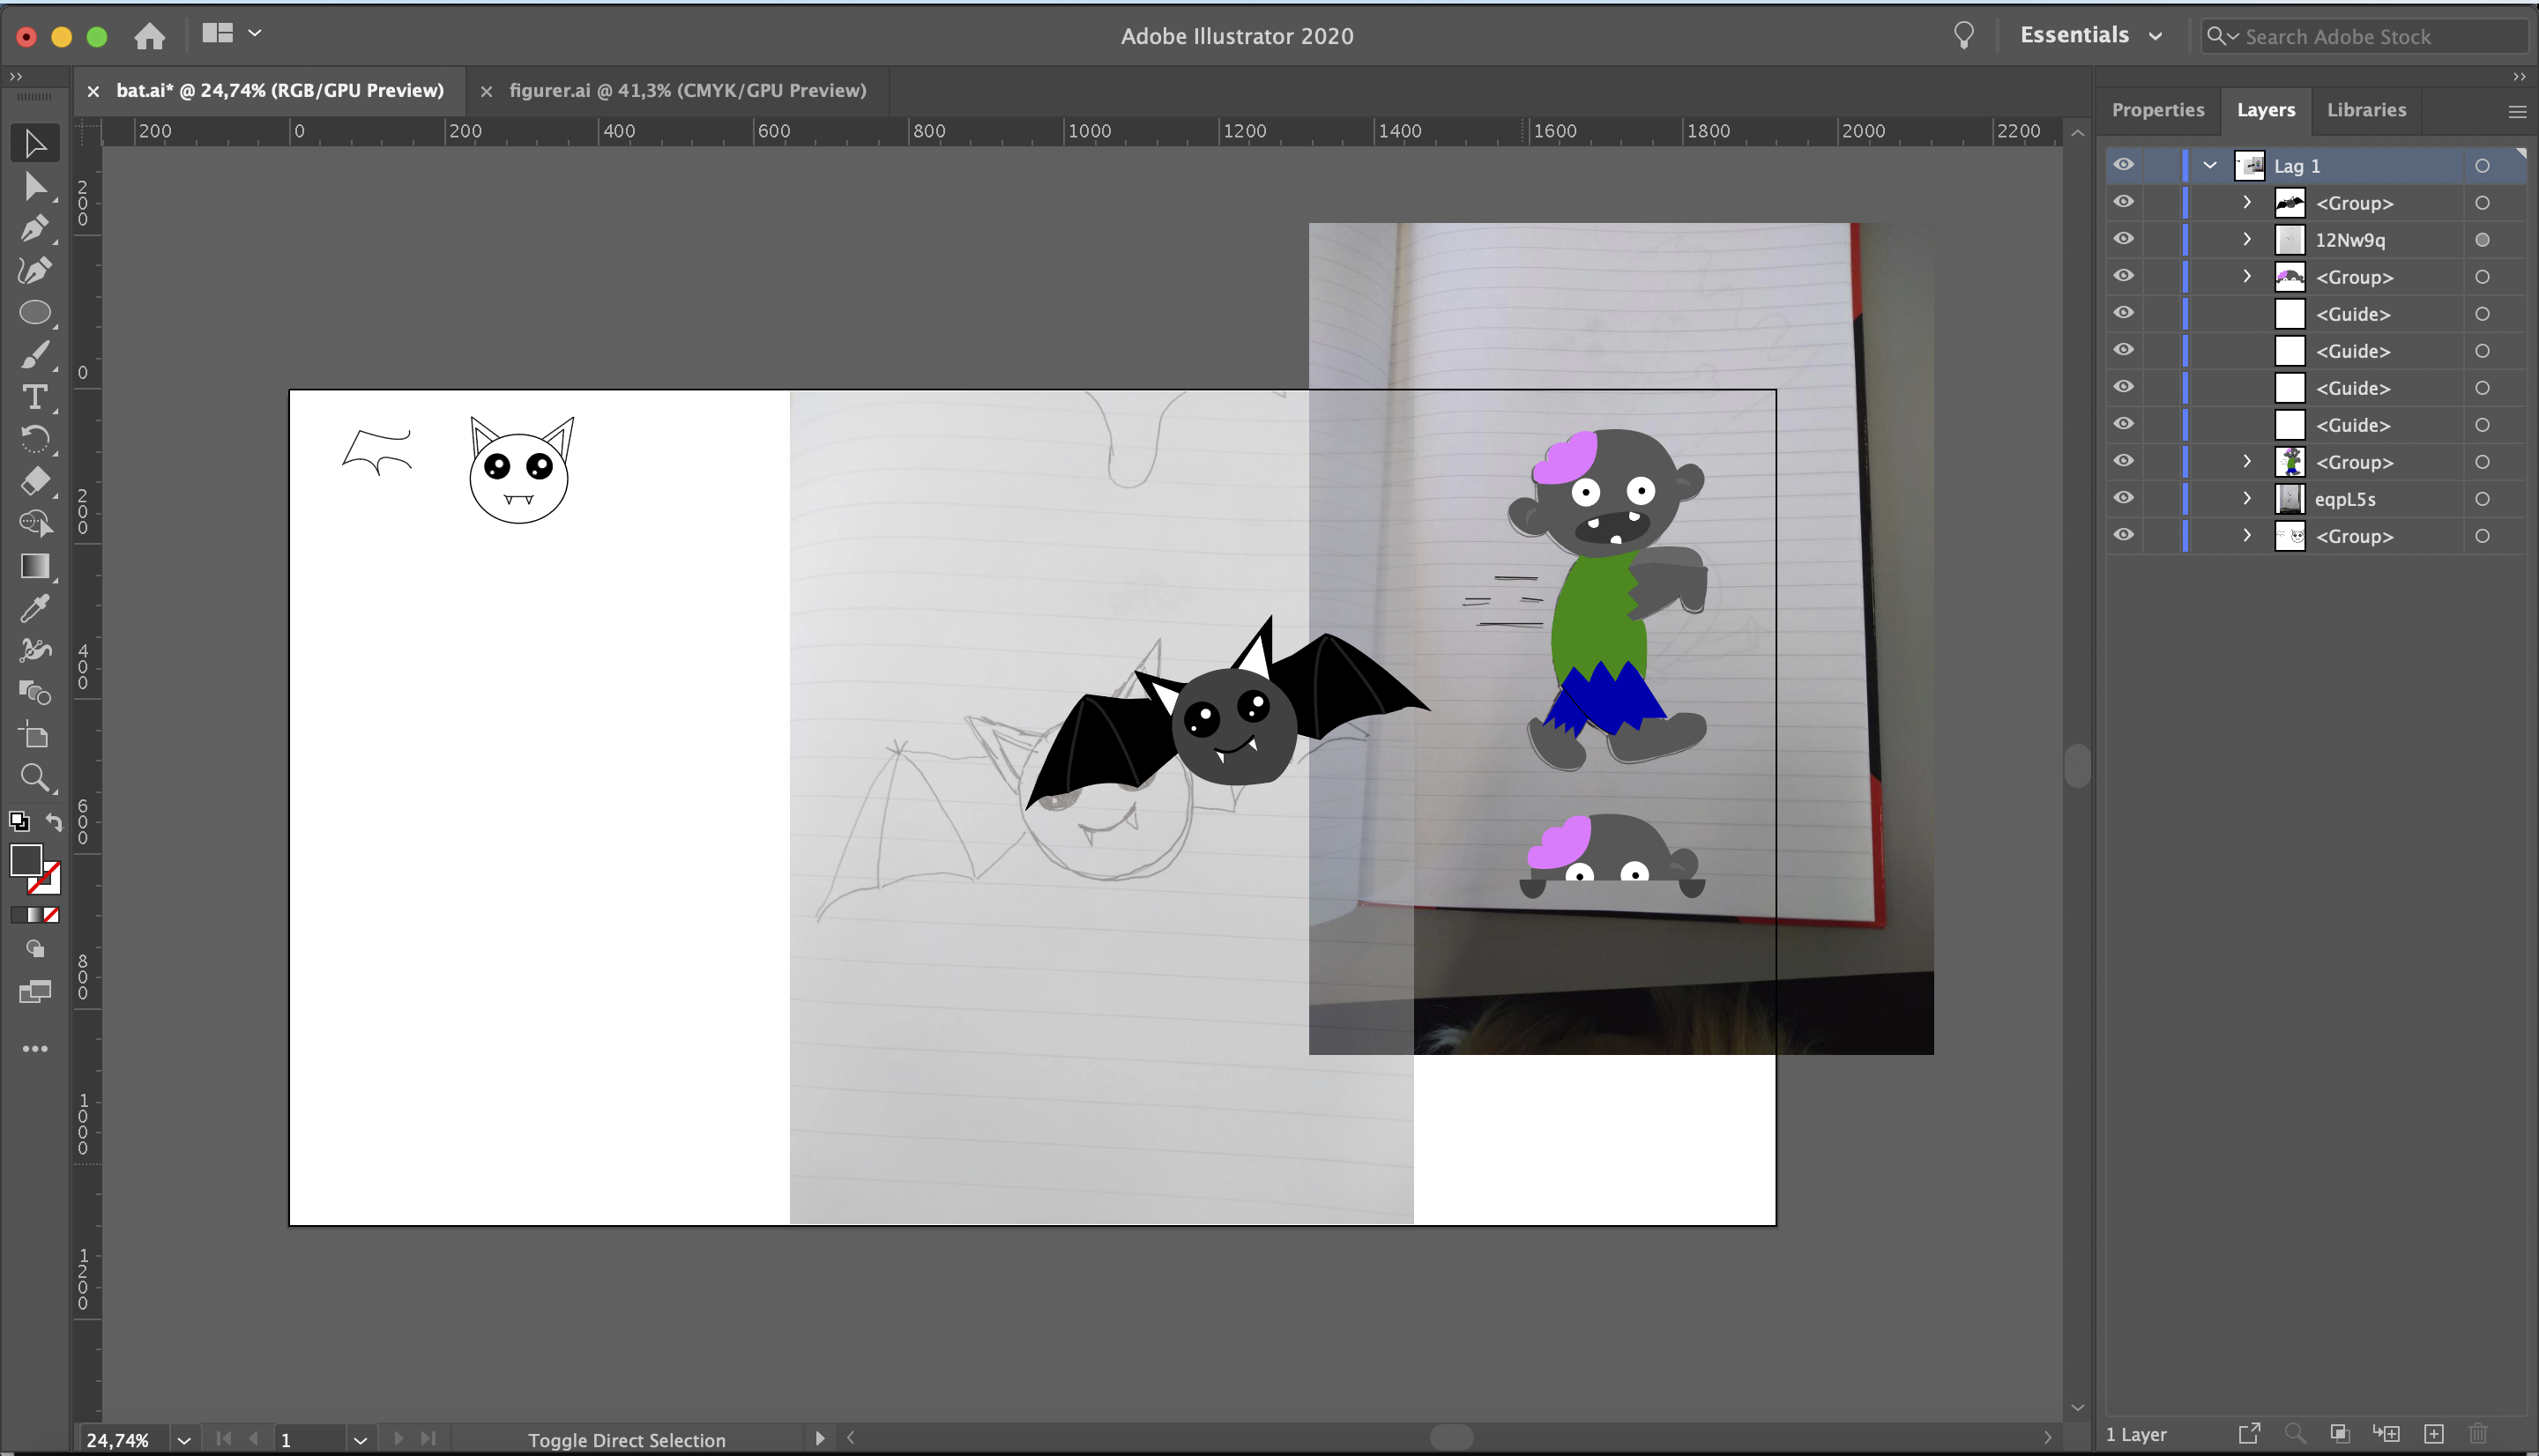 Adobe Illustrator 2020
Essentials
Search Adobe Stock
bat.ai* @ 24,74% (RGB/GPU Preview)
figurer.ai @ 41,3% (CMYK/GPU Preview)
Properties
Layers
Libraries
200
0
200
400
600
800
1000
1200
1400
1600
1800
2000
2200
200
0
200
400
600
800
1000
1200
Lag 1
<Group>
12Nw9q
<Group>
<Guide>
<Guide>
<Guide>
<Guide>
<Group>
eqpL5s
<Group>
24,74%
1
Toggle Direct Selection
1 Layer